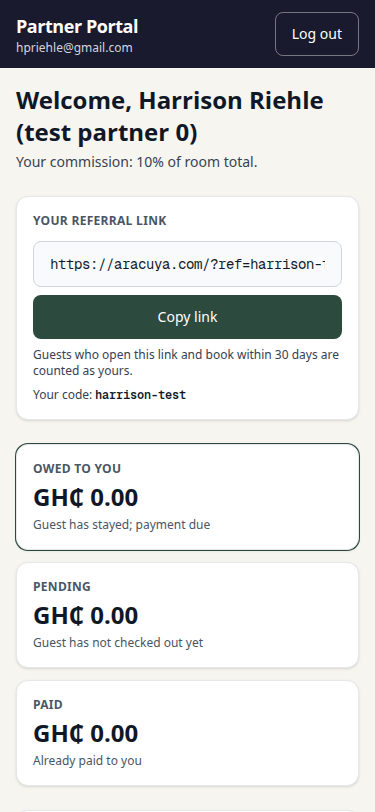 Partner Portal
hpriehle@gmail.com
Log out
Welcome, Harrison Riehle
(test partner 0)
Your commission: 10% of room total.
YOUR REFERRAL LINK
https://aracuya.com/?ref=harrison-
Copy link
Guests who open this link and book within 30 days are
counted as yours.
Your code: harrison-test
OWED TO YOU
GH₵ 0.00
Guest has stayed; payment due
PENDING
GH₵ 0.00
Guest has not checked out yet
PAID
GH₵ 0.00
Already paid to you